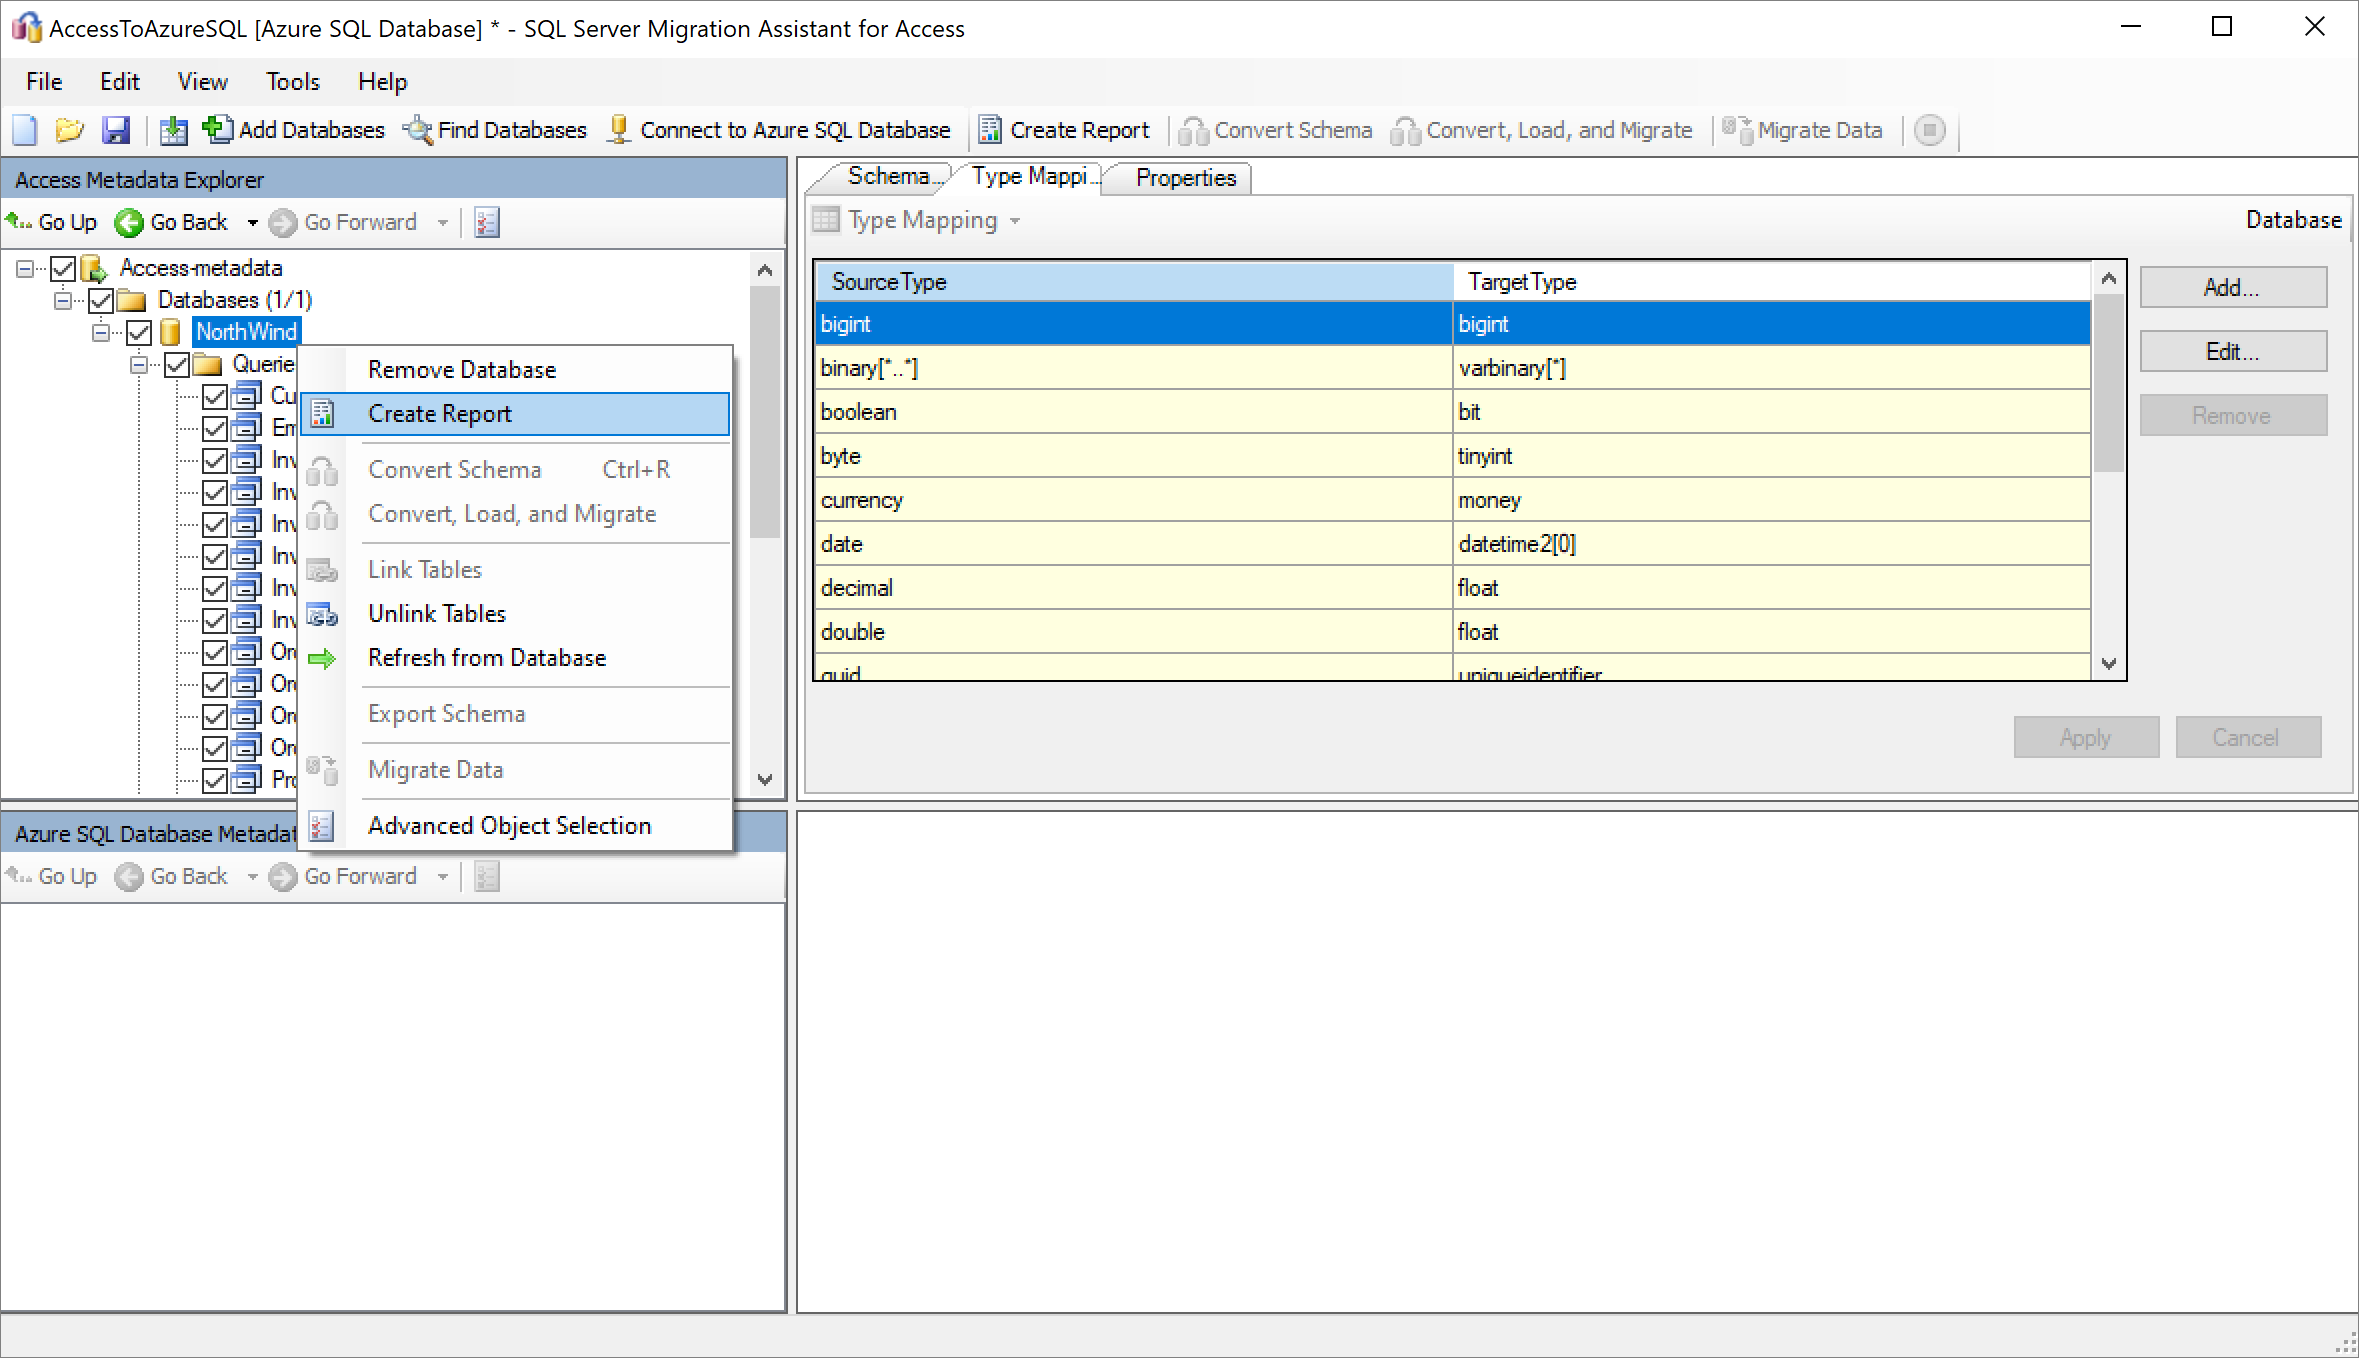 AccessToAzureSQL [Azure SQL Database] * - SQL Server Migration Assistant for Access
File Edit View Tools Help
Add Databases Find Databases Connect to Azure SQL Database Create Report Convert Schema Convert, Load, and Migrate Migrate Data
Access Metadata Explorer
Go Up Go Back Go Forward
Access-metadata
Databases (1/1)
NorthWind
Querie
Cu
Em
Inv
Inv
Inv
Inv
Inv
Inv
Ord
Ord
Ord
Ord
Pro
Remove Database
Create Report
Convert Schema Ctrl+R
Convert, Load, and Migrate
Link Tables
Unlink Tables
Refresh from Database
Export Schema
Migrate Data
Advanced Object Selection
Azure SQL Database Metadat
Go Up Go Back Go Forward
Schema... Type Mappi... Properties
Type Mapping Database
Source Type Target Type
bigint bigint
binary[*..*] varbinary[*]
boolean bit
byte tinyint
currency money
date datetime2[0]
decimal float
double float
guid uniqueidentifier
Add...
Edit...
Remove
Apply Cancel